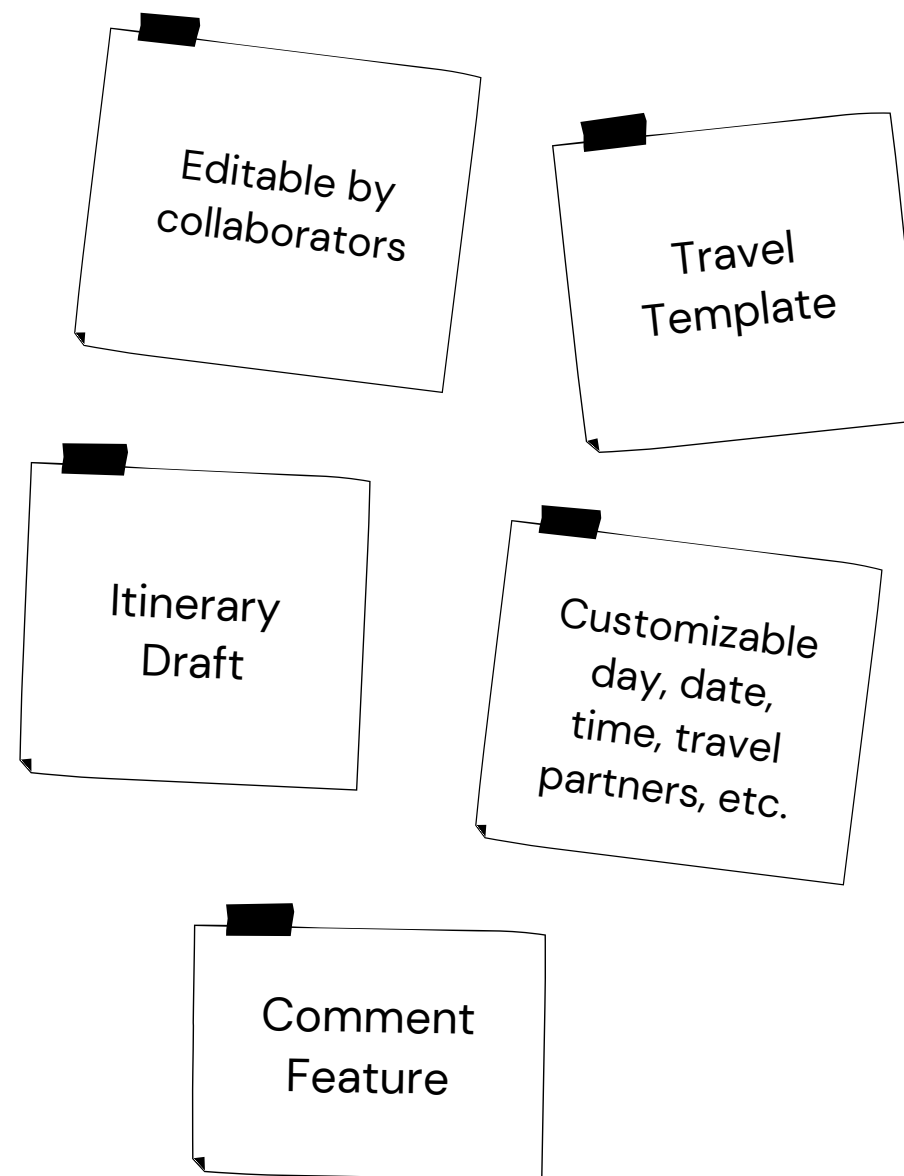 Editable by
collaborators
Travel
Template
Itinerary
Draft
Customizable
day, date,
time, travel
partners, etc.
Comment
Feature